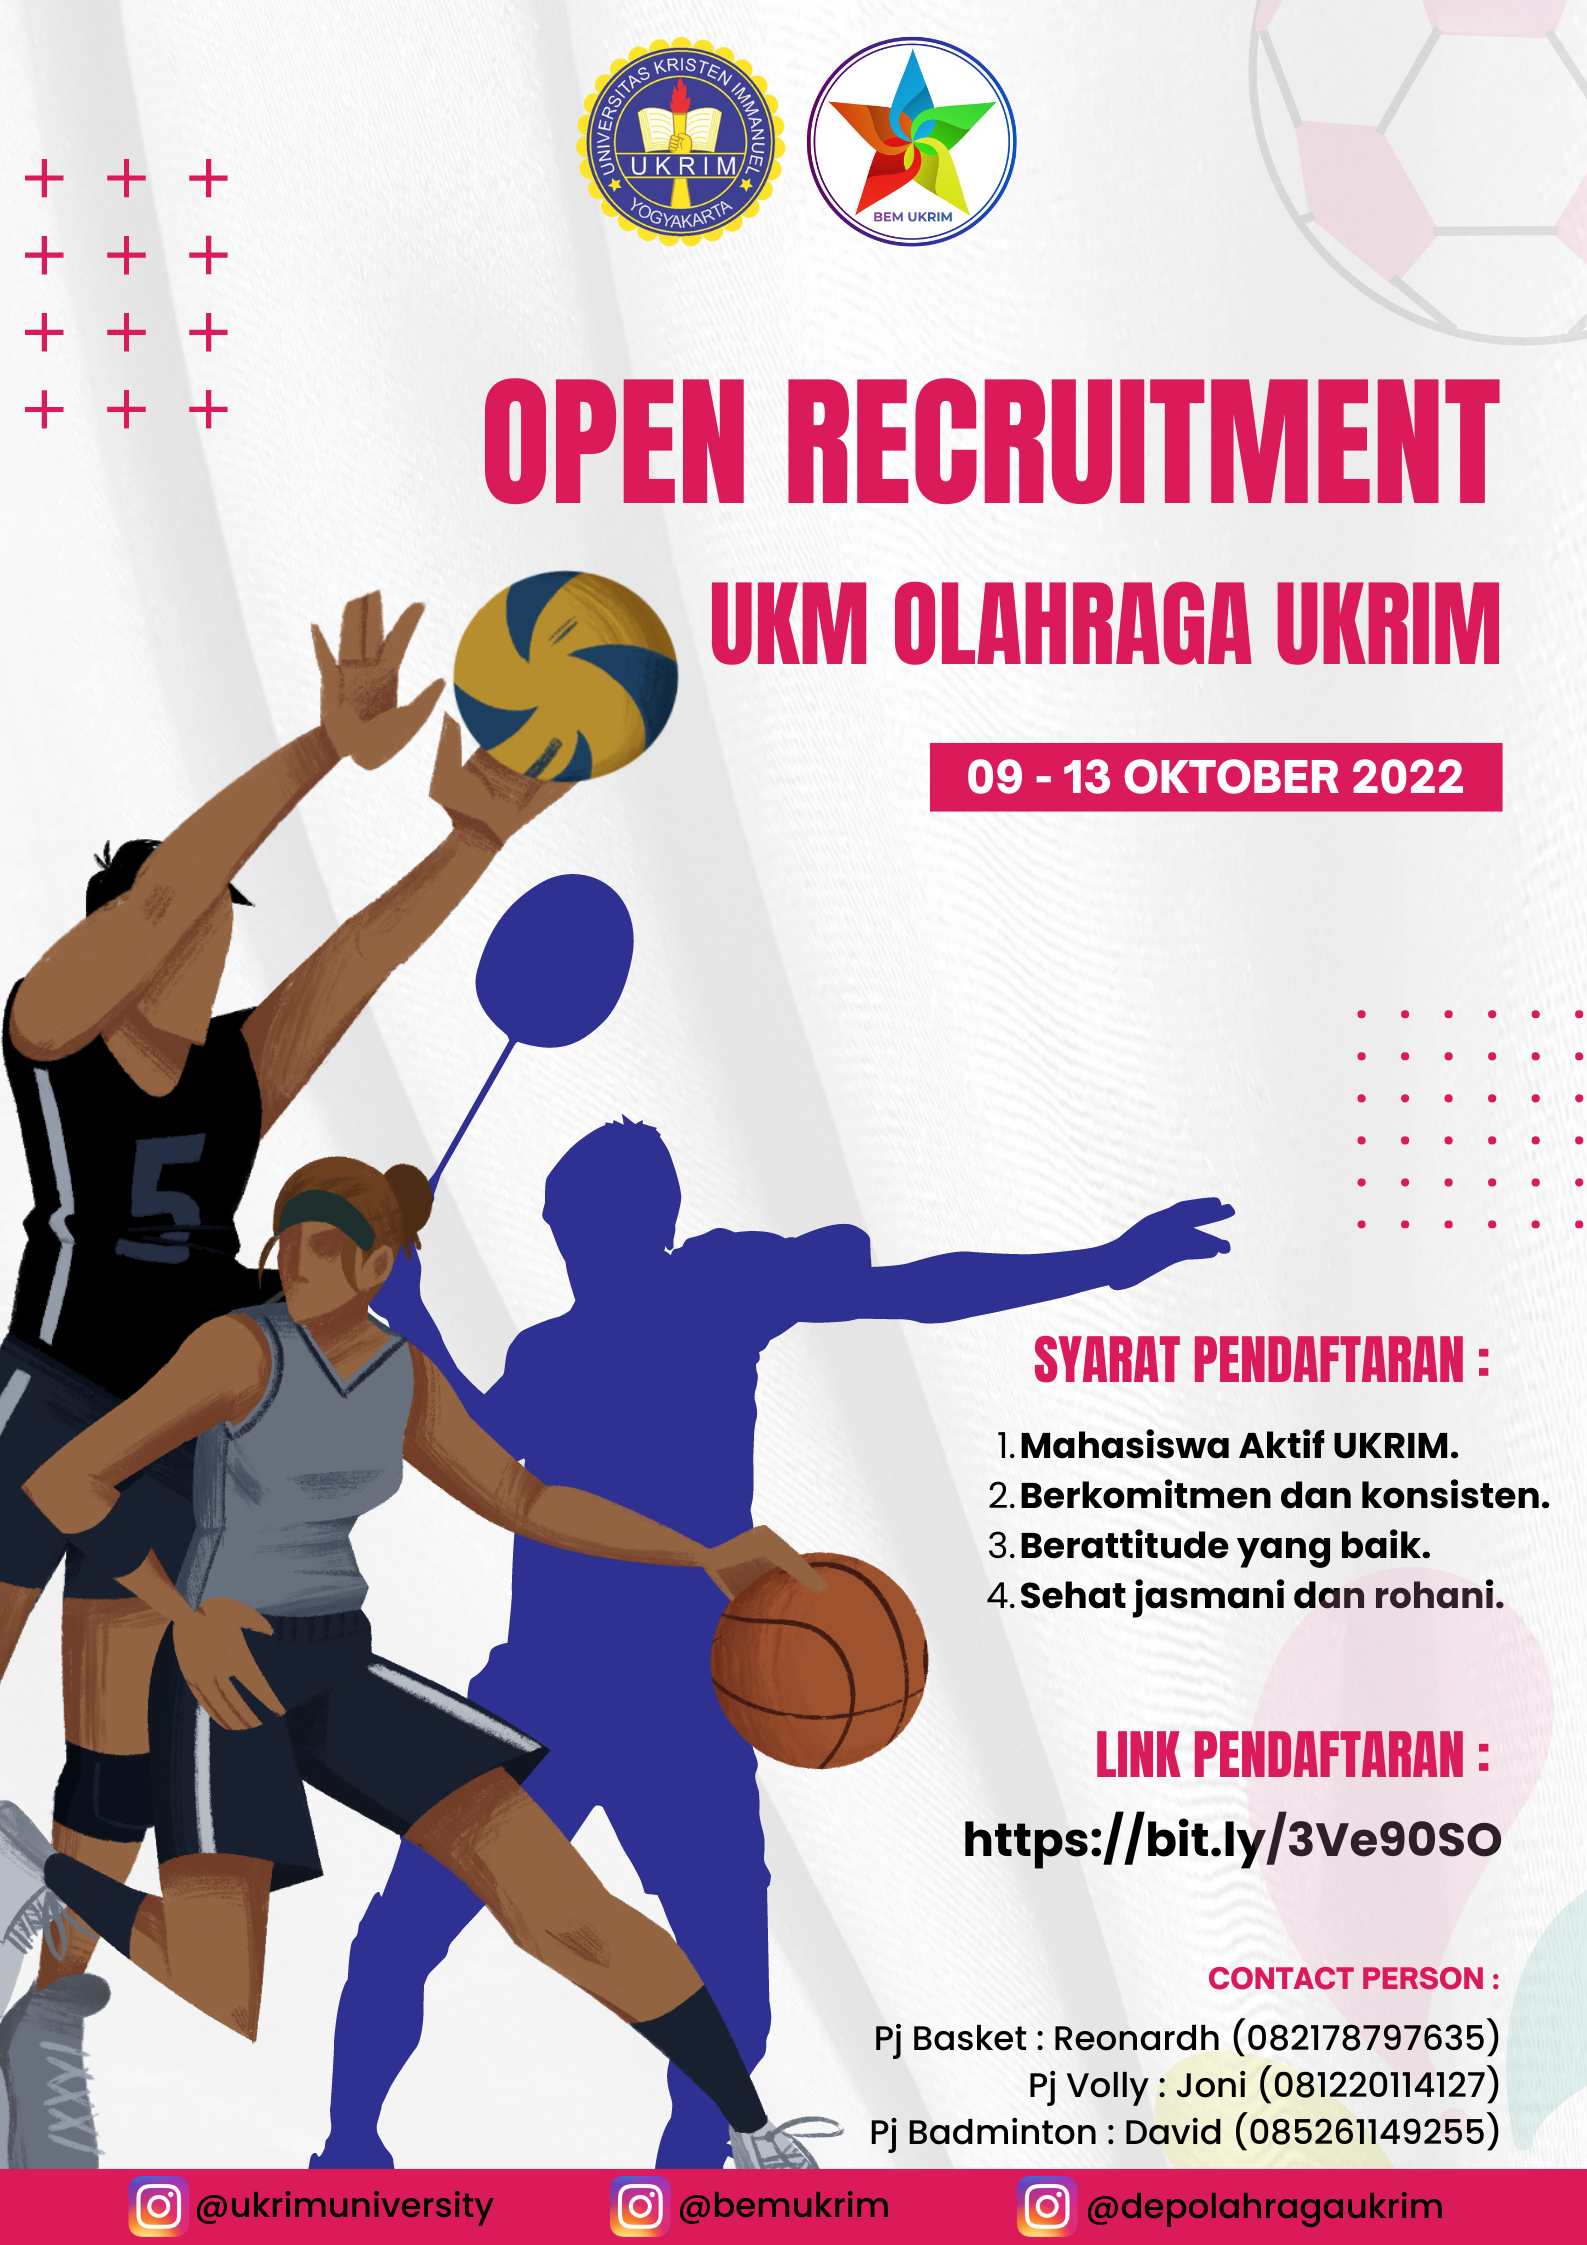 UNIVERSITAS KRISTEN IMMANUEL
UKRIM
YOGYAKARTA
BEM UKRIM
OPEN RECRUITMENT
UKM OLAHRAGA UKRIM
09 - 13 OKTOBER 2022
5
SYARAT PENDAFTARAN :
1. Mahasiswa Aktif UKRIM.
2. Berkomitmen dan konsisten.
3. Berattitude yang baik.
4. Sehat jasmani dan rohani.
LINK PENDAFTARAN :
https://bit.ly/3Ve90SO
CONTACT PERSON :
Pj Basket : Reonardh (082178797635)
Pj Volly : Joni (081220114127)
Pj Badminton : David (085261149255)
@ukrimuniversity @bemukrim @depolahragaukrim